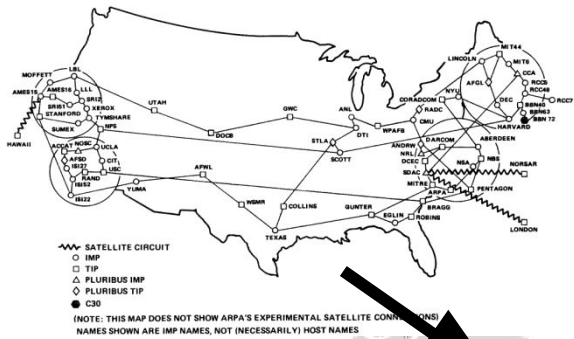 MIT44
LINCOLN
MIT6
CCA
RCC5
RCC49
RCC71
AFGL
NYU
DEC
BBN40
BBN63
BBN 72
HARVARD
MOFFETT
LBL
LLL
AMES15
AMES16
SRI2
SRI51
XEROX
STANFORD
TYMSHARE
SUMEX
NPS
HAWAII
UTAH
DOCB
GWC
ANL
DTI
WPAFB
CORADCOM
RADC
CMU
STLA
SCOTT
ABERDEEN
ANDRW
DARCOM
NRL
DCEC
NSA
NBS
SDAC
NORSAR
MITRE
ARPA
PENTAGON
BRAGG
LONDON
ACCAT
NOSC
UCLA
AFSD
CIT
ISI27
USC
RAND
ISI52
ISI22
YUMA
AFWL
WSMR
COLLINS
TEXAS
GUNTER
EGLIN
ROBINS
SATELLITE CIRCUIT
IMP
TIP
PLURIBUS IMP
PLURIBUS TIP
C30
(NOTE: THIS MAP DOES NOT SHOW ARPA'S EXPERIMENTAL SATELLITE CONNECTIONS)
NAMES SHOWN ARE IMP NAMES, NOT (NECESSARILY) HOST NAMES